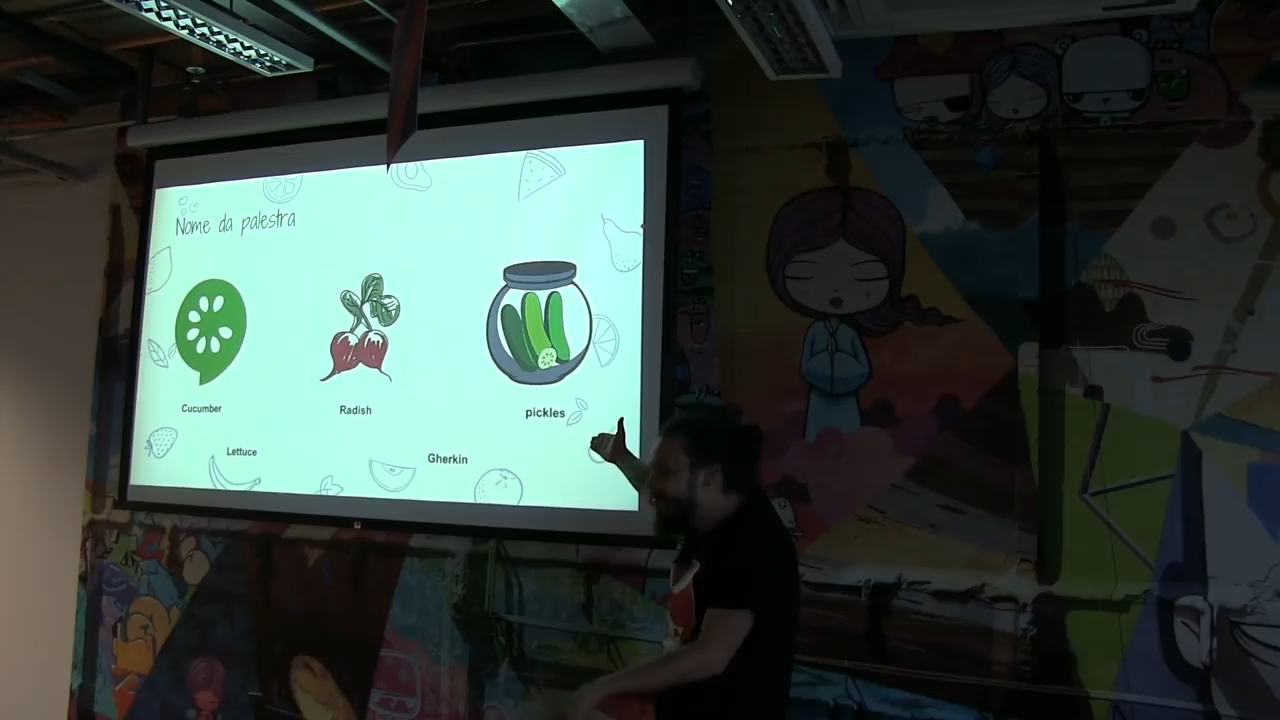 Nome da palestra
Cucumber
Radish
pickles
Lettuce
Gherkin